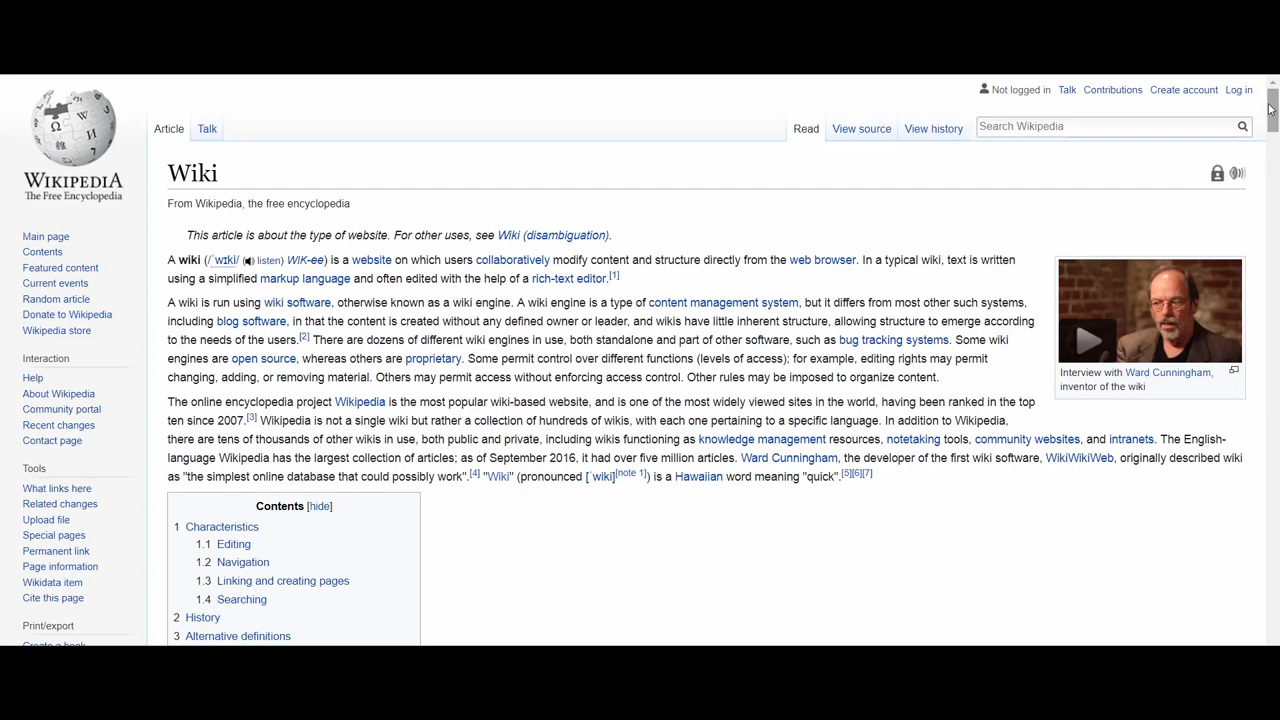 Not logged in Talk Contributions Create account Log in
Article Talk Read View source View history Search Wikipedia
WIKIPEDIA
The Free Encyclopedia
Main page
Contents
Featured content
Current events
Random article
Donate to Wikipedia
Wikipedia store
Interaction
Help
About Wikipedia
Community portal
Recent changes
Contact page
Tools
What links here
Related changes
Upload file
Special pages
Permanent link
Page information
Wikidata item
Cite this page
Print/export
Create a book
Wiki
From Wikipedia, the free encyclopedia
This article is about the type of website. For other uses, see Wiki (disambiguation).
A wiki (/ˈwɪki/ (listen) WIK-ee) is a website on which users collaboratively modify content and structure directly from the web browser. In a typical wiki, text is written
using a simplified markup language and often edited with the help of a rich-text editor.[1]
A wiki is run using wiki software, otherwise known as a wiki engine. A wiki engine is a type of content management system, but it differs from most other such systems,
including blog software, in that the content is created without any defined owner or leader, and wikis have little inherent structure, allowing structure to emerge according
to the needs of the users.[2] There are dozens of different wiki engines in use, both standalone and part of other software, such as bug tracking systems. Some wiki
engines are open source, whereas others are proprietary. Some permit control over different functions (levels of access); for example, editing rights may permit
changing, adding, or removing material. Others may permit access without enforcing access control. Other rules may be imposed to organize content.
The online encyclopedia project Wikipedia is the most popular wiki-based website, and is one of the most widely viewed sites in the world, having been ranked in the top
ten since 2007.[3] Wikipedia is not a single wiki but rather a collection of hundreds of wikis, with each one pertaining to a specific language. In addition to Wikipedia,
there are tens of thousands of other wikis in use, both public and private, including wikis functioning as knowledge management resources, notetaking tools, community websites, and intranets. The English-
language Wikipedia has the largest collection of articles; as of September 2016, it had over five million articles. Ward Cunningham, the developer of the first wiki software, WikiWikiWeb, originally described wiki
as "the simplest online database that could possibly work".[4] "Wiki" (pronounced [ˈwiki][note 1]) is a Hawaiian word meaning "quick".[5][6][7]
Interview with Ward Cunningham,
inventor of the wiki
Contents [hide]
1 Characteristics
1.1 Editing
1.2 Navigation
1.3 Linking and creating pages
1.4 Searching
2 History
3 Alternative definitions